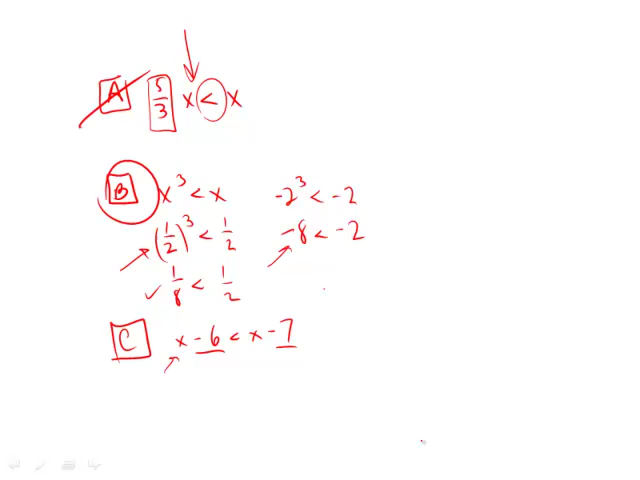 A 5/3 x < x
B x³ < x -2³ < -2
(1/2)³ < 1/2 -8 < -2
✓ 1/8 < 1/2
C x - 6 < x - 7